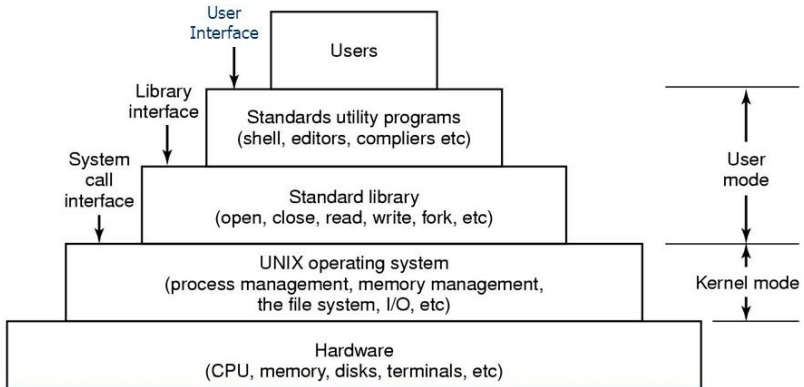 User
Interface
Users
Library
interface
Standards utility programs
(shell, editors, compliers etc)
System
call
interface
Standard library
(open, close, read, write, fork, etc)
User
mode
UNIX operating system
(process management, memory management,
the file system, I/O, etc)
Kernel mode
Hardware
(CPU, memory, disks, terminals, etc)